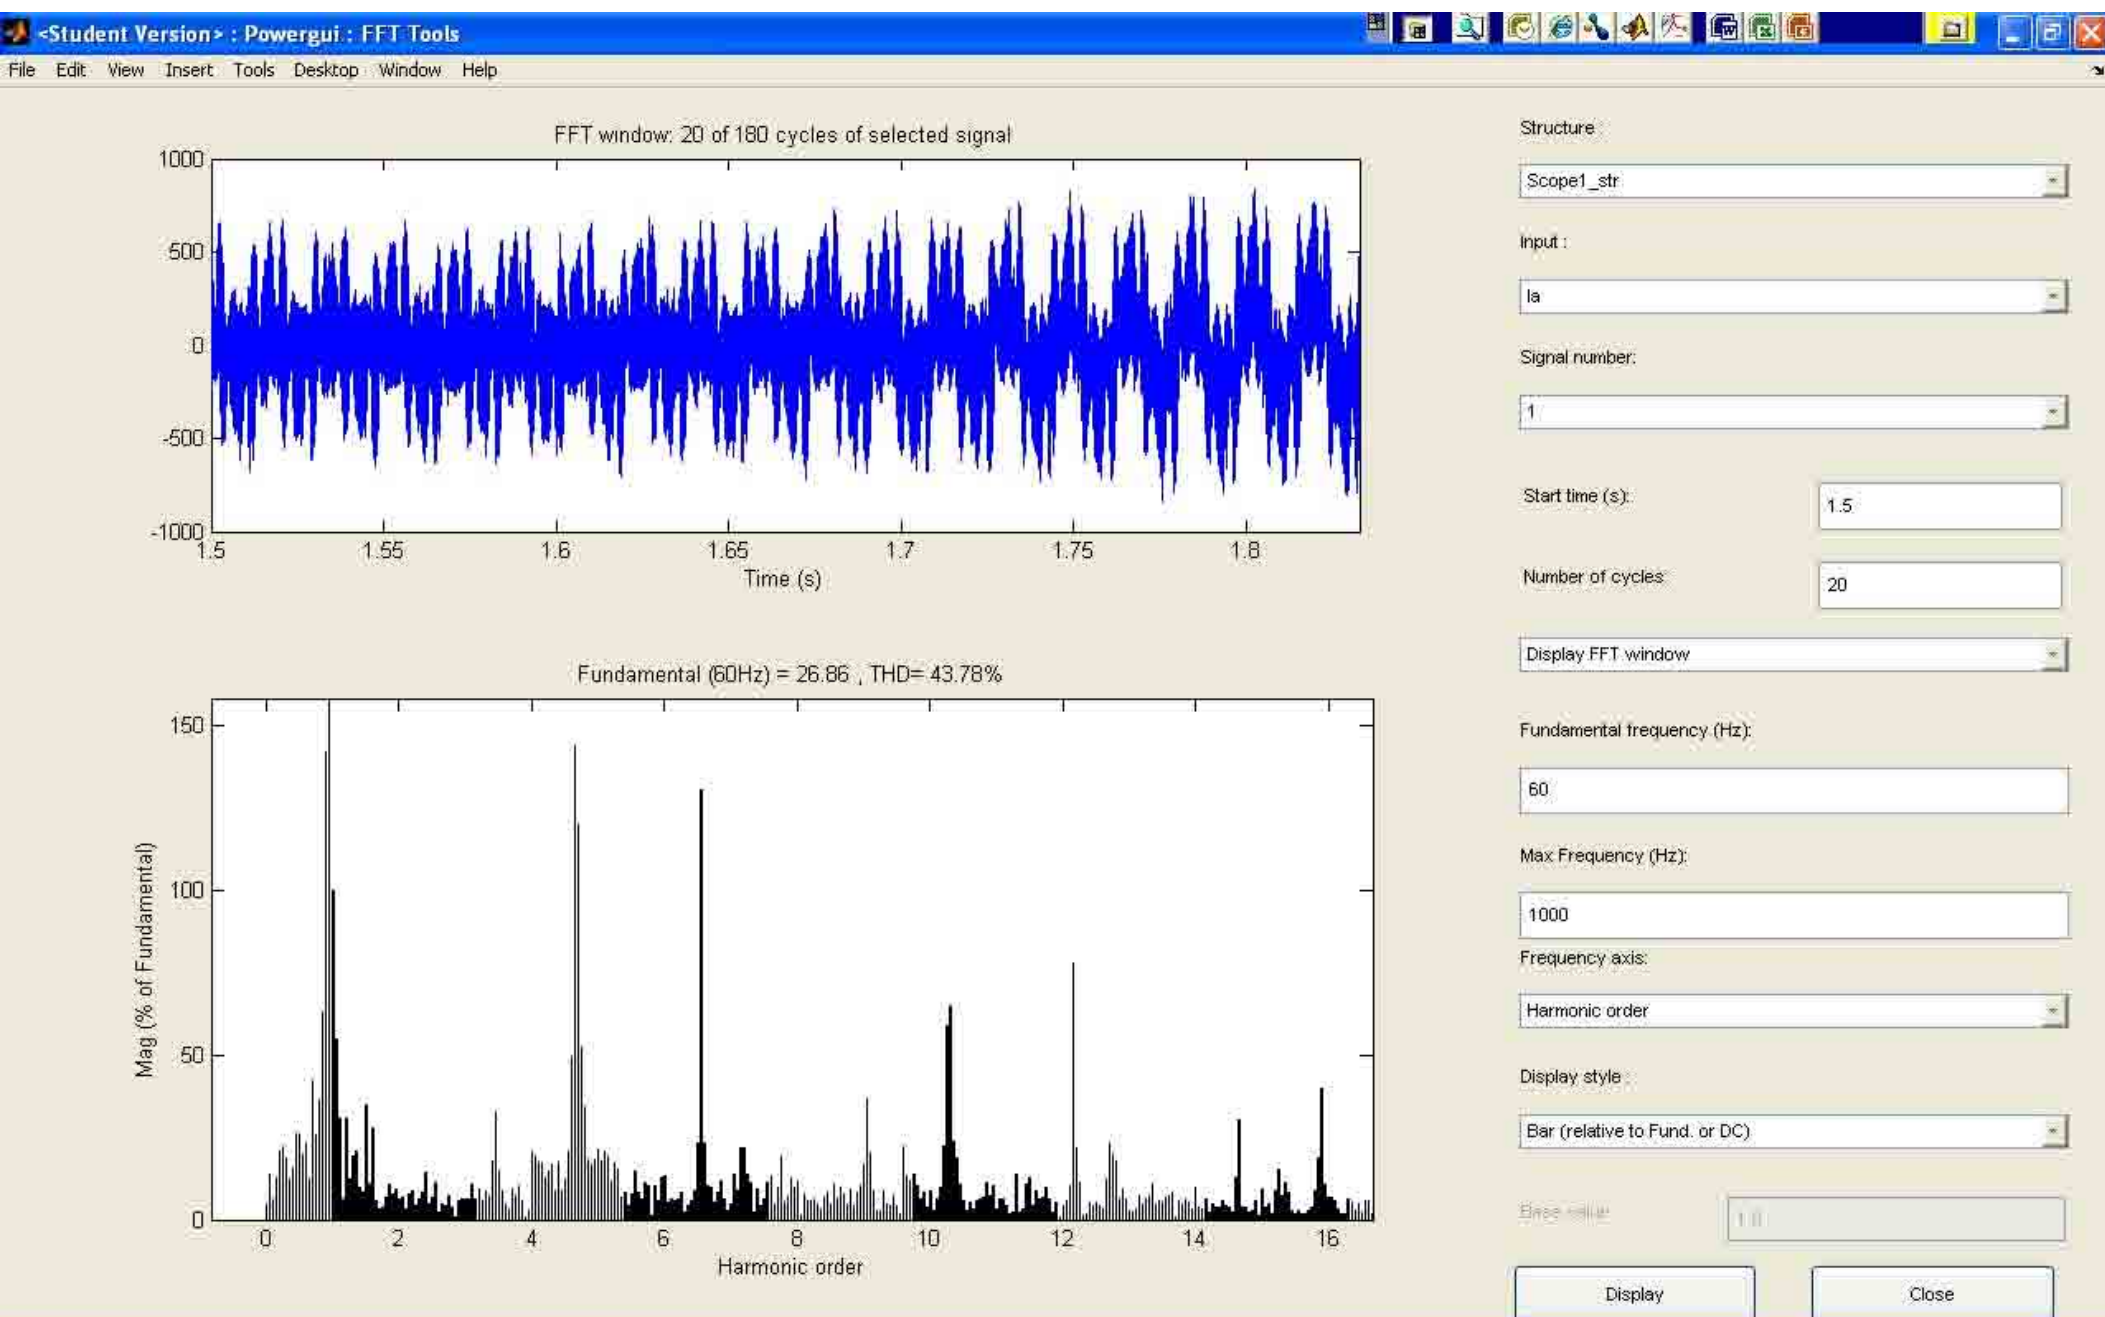 <Student Version> : Powergui : FFT Tools
File Edit View Insert Tools Desktop Window Help
FFT window: 20 of 180 cycles of selected signal
1000
500
0
-500
-1000
1.5 1.55 1.6 1.65 1.7 1.75 1.8
Time (s)
Fundamental (60Hz) = 26.86 , THD= 43.78%
150
100
50
0
Mag (% of Fundamental)
0 2 4 6 8 10 12 14 16
Harmonic order
Structure :
Scope1_str
Input :
Ia
Signal number:
1
Start time (s):
1.5
Number of cycles:
20
Display FFT window
Fundamental frequency (Hz):
60
Max Frequency (Hz):
1000
Frequency axis:
Harmonic order
Display style :
Bar (relative to Fund. or DC)
Base value:
1.0
Display
Close